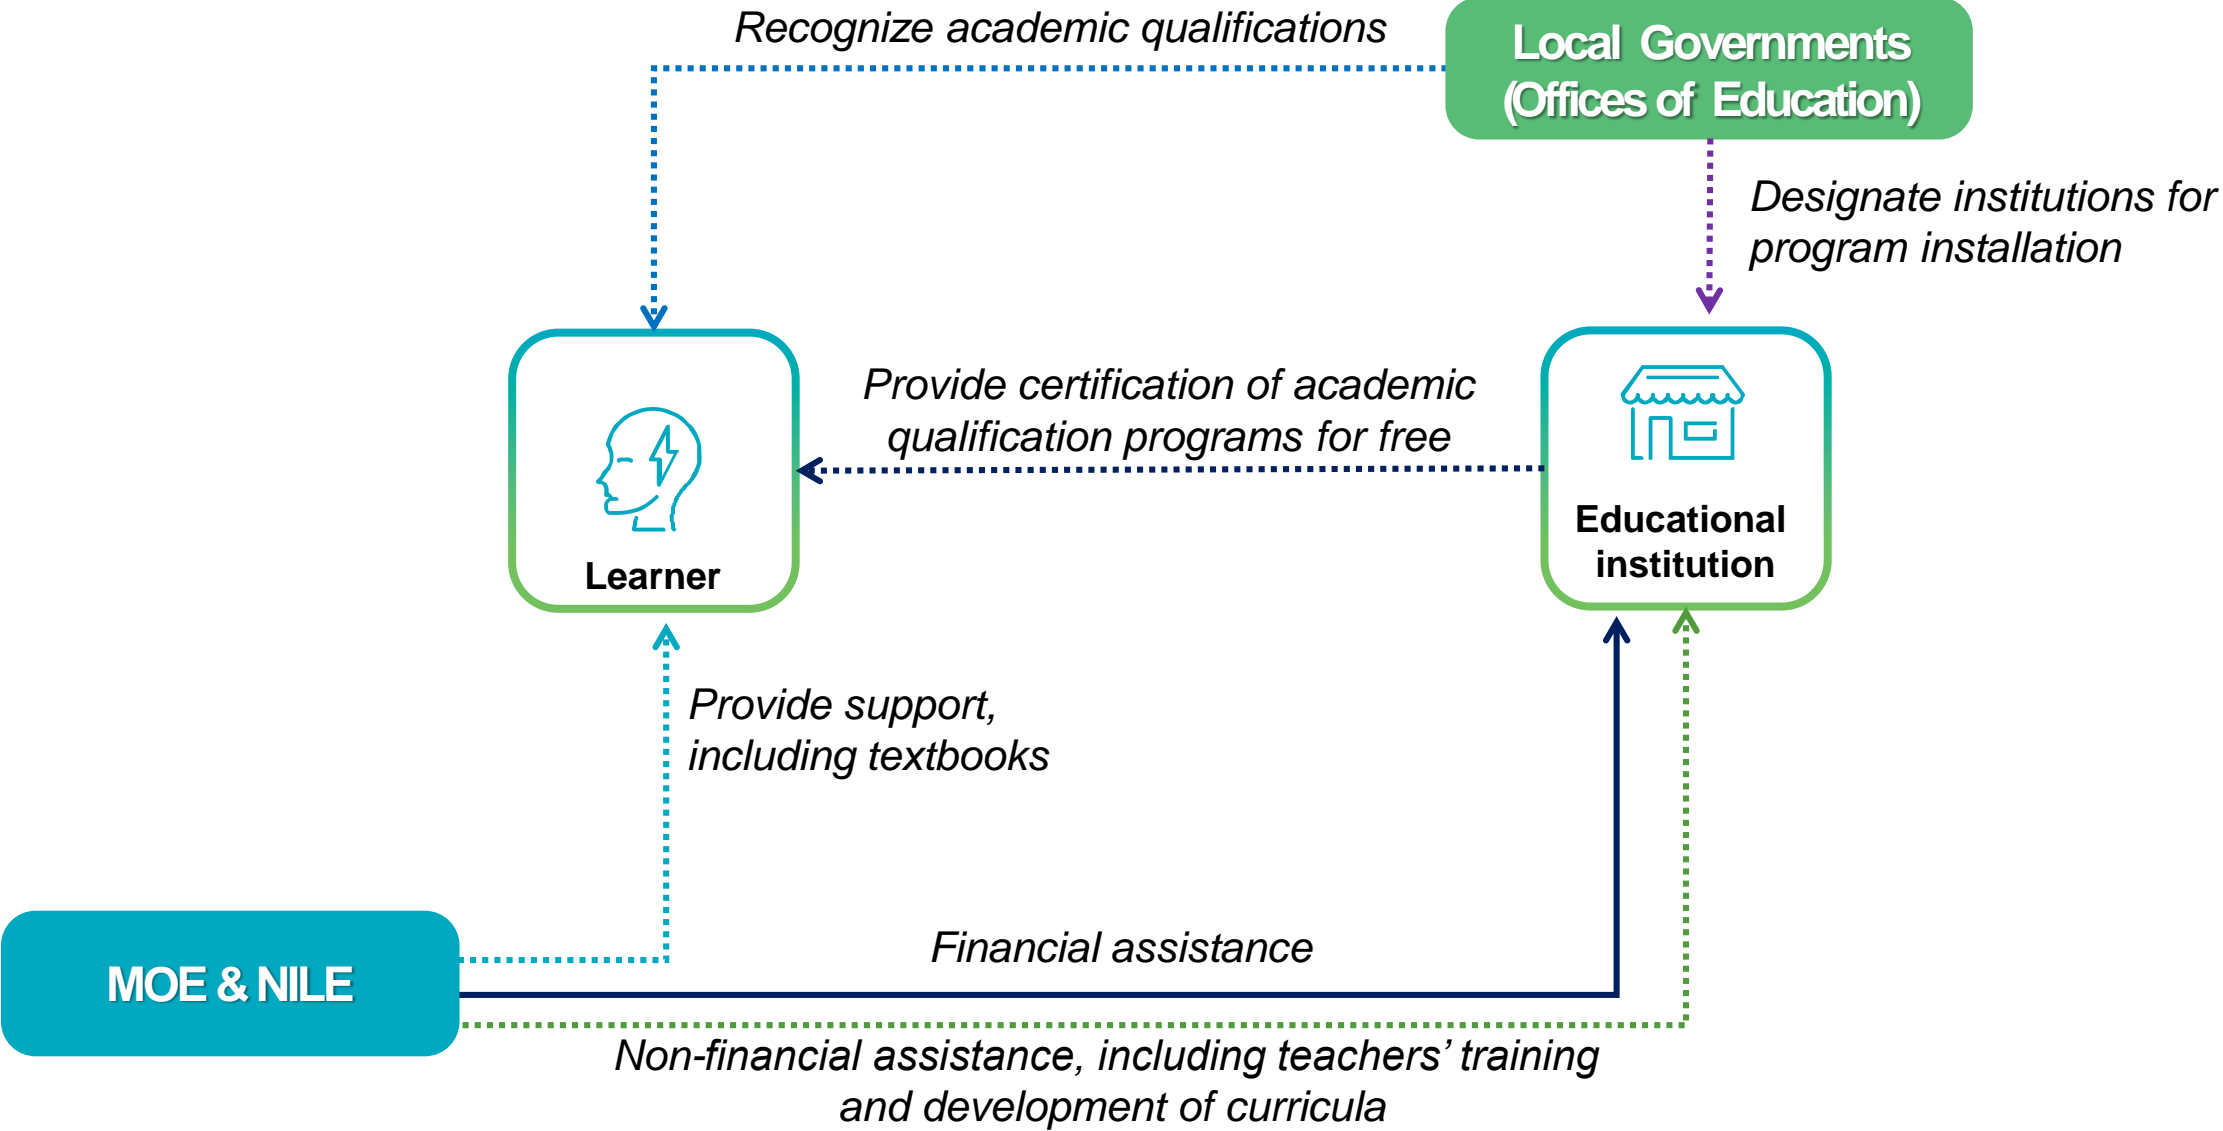 Recognize academic qualifications
Local Governments
(Offices of Education)
Designate institutions for
program installation
Provide certification of academic
qualification programs for free
Learner
Educational
institution
Provide support,
including textbooks
MOE & NILE
Financial assistance
Non-financial assistance, including teachers’ training
and development of curricula